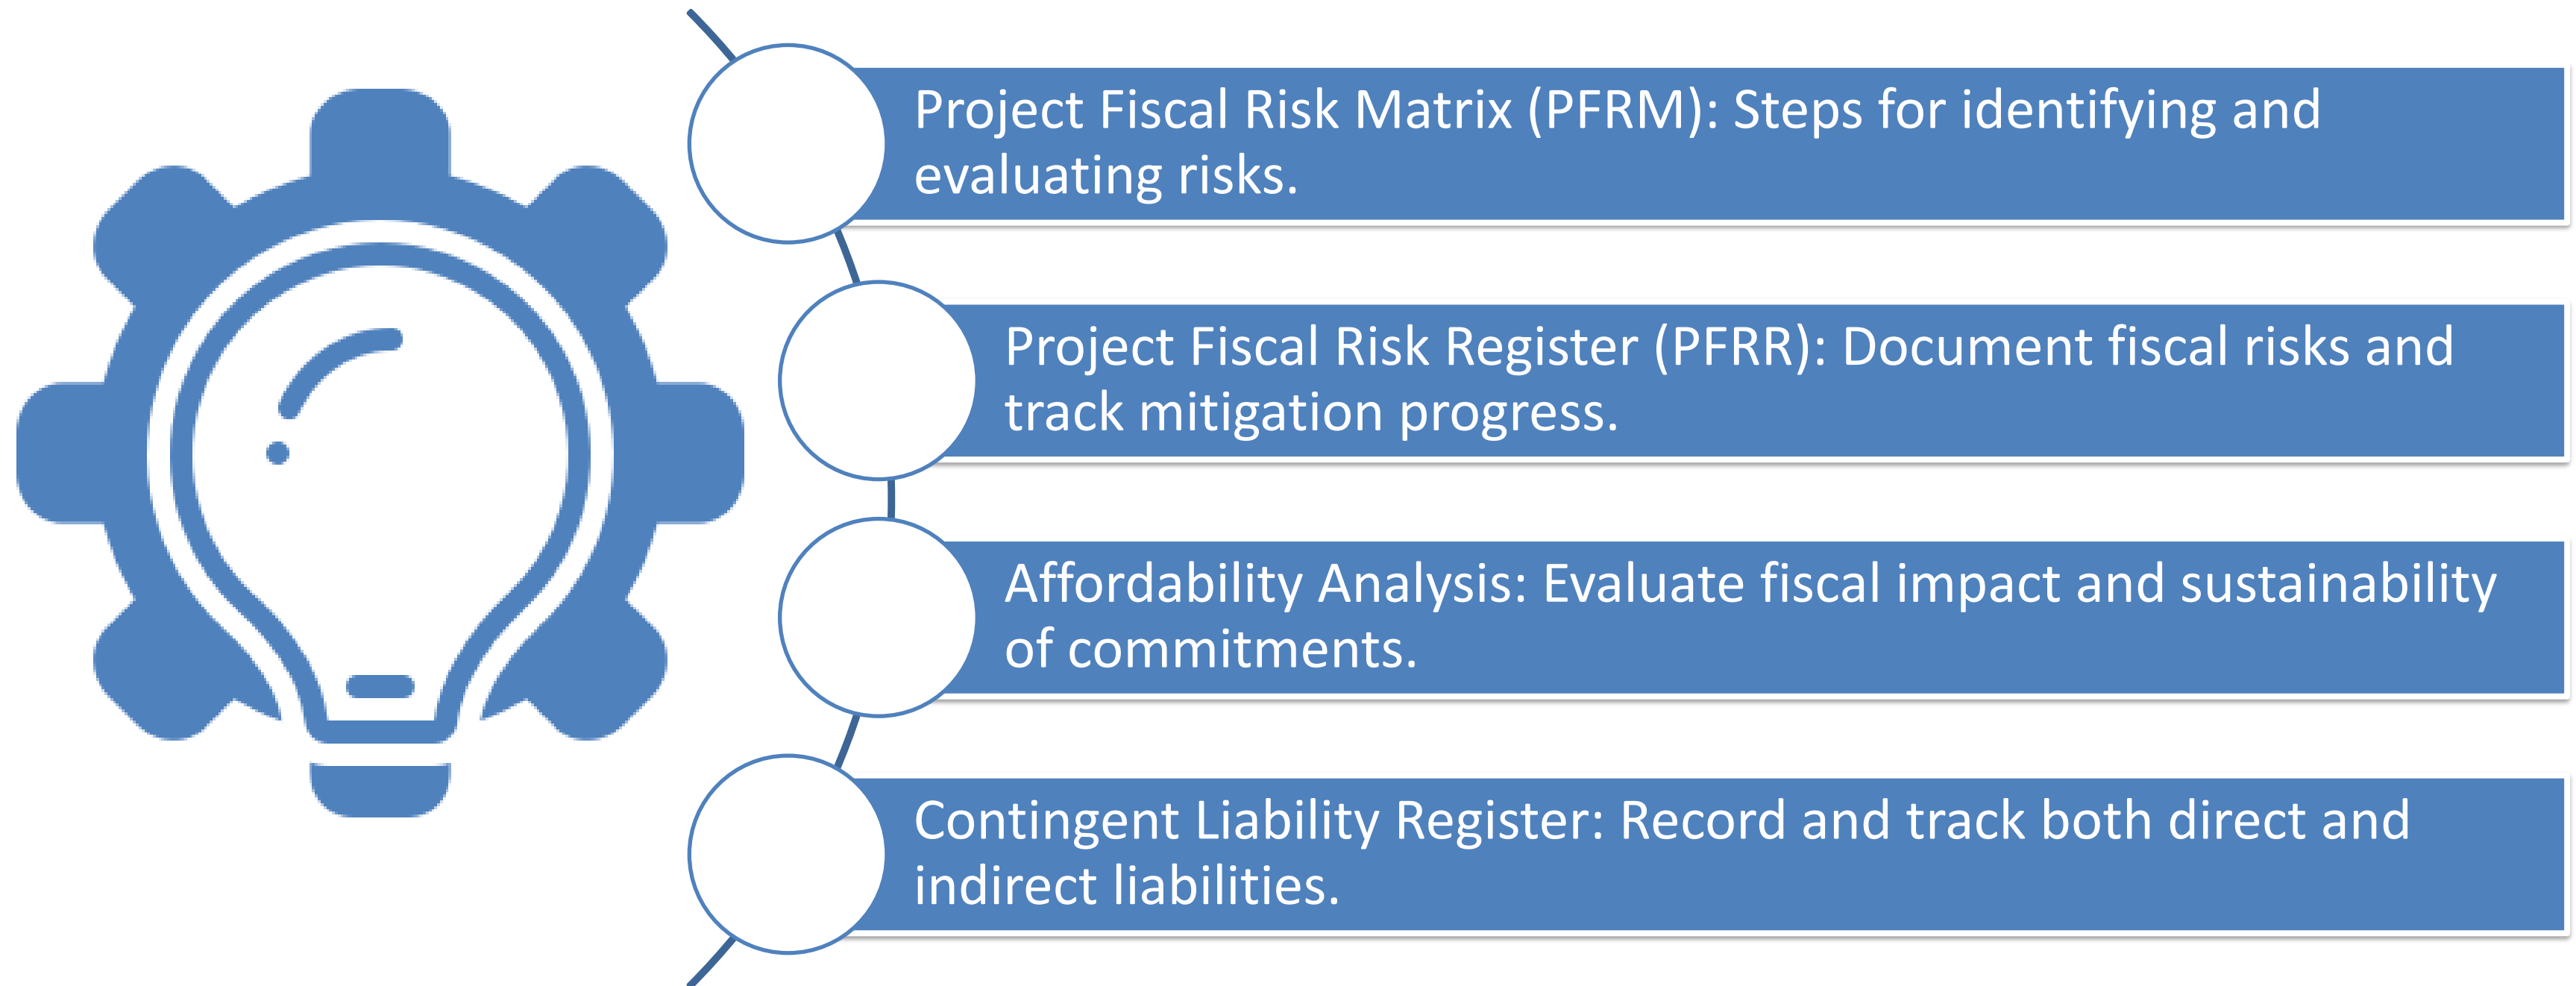 Project Fiscal Risk Matrix (PFRM): Steps for identifying and
evaluating risks.
Project Fiscal Risk Register (PFRR): Document fiscal risks and
track mitigation progress.
Affordability Analysis: Evaluate fiscal impact and sustainability
of commitments.
Contingent Liability Register: Record and track both direct and
indirect liabilities.